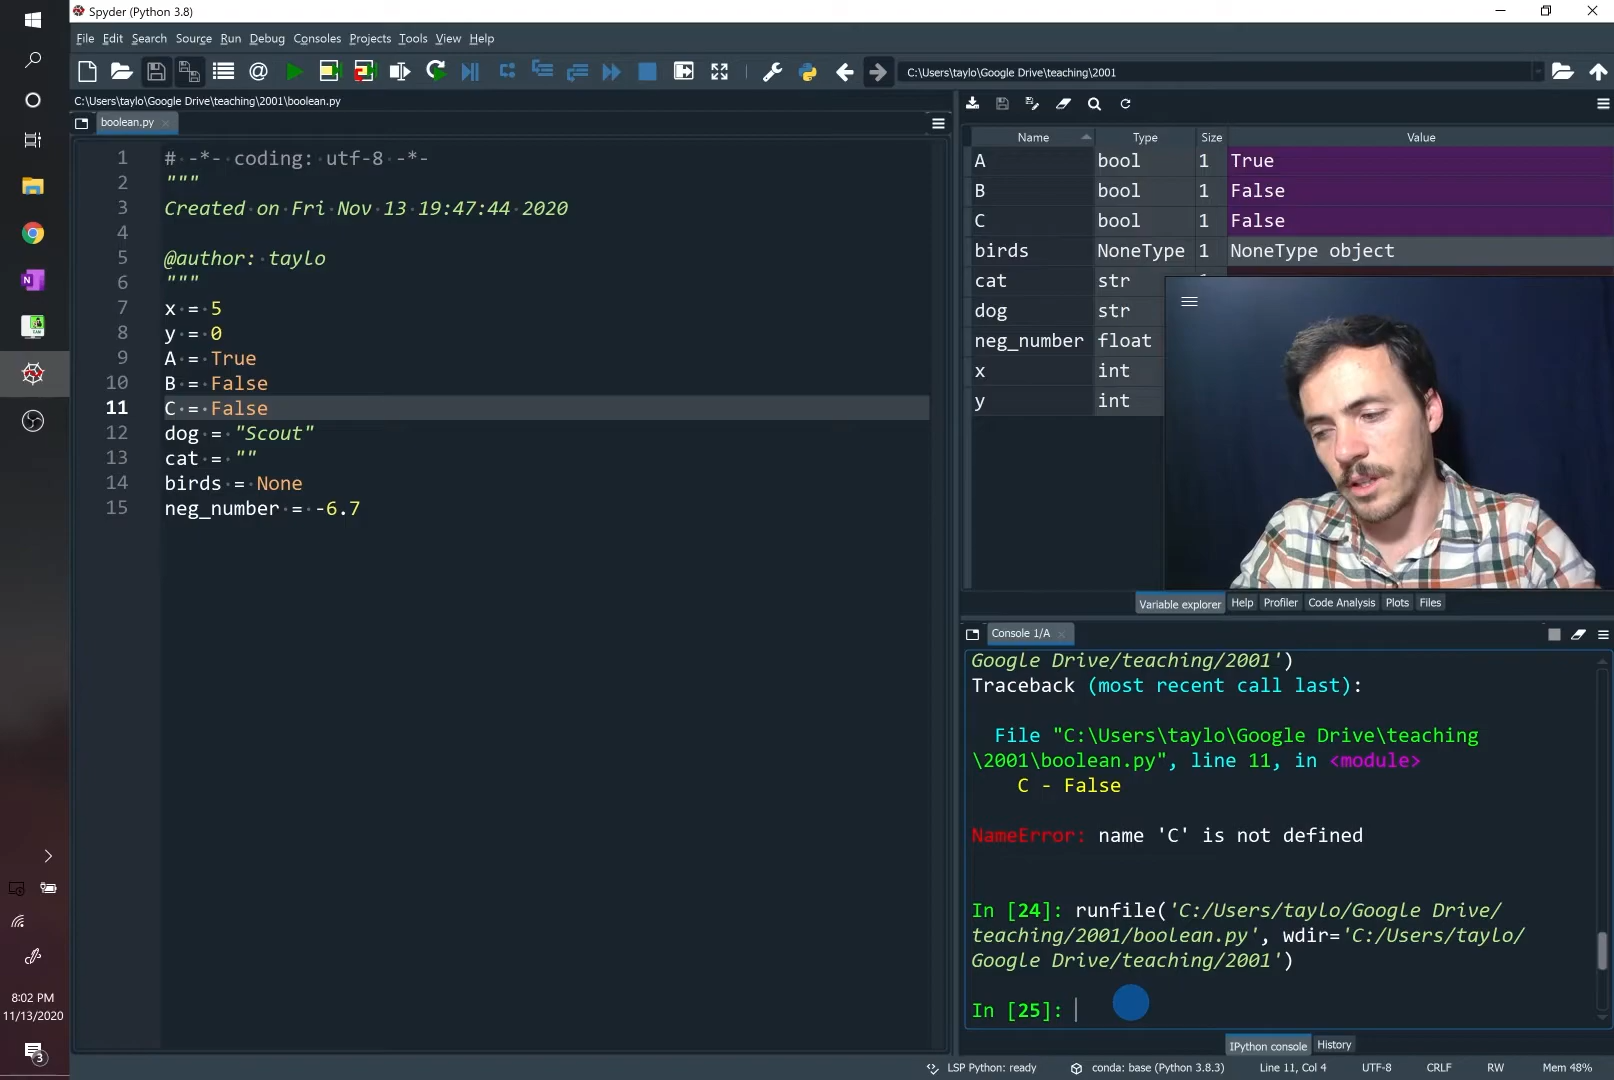 Spyder (Python 3.8)
File Edit Search Source Run Debug Consoles Projects Tools View Help
C:\Users\taylo\Google Drive\teaching\2001
C:\Users\taylo\Google Drive\teaching\2001\boolean.py
boolean.py
1 # -*- coding: utf-8 -*-
2 """
3 Created on Fri Nov 13 19:47:44 2020
4
5 @author: taylo
6 """
7 x = 5
8 y = 0
9 A = True
10 B = False
11 C = False
12 dog = "Scout"
13 cat = ""
14 birds = None
15 neg_number = -6.7
Name Type Size Value
A bool 1 True
B bool 1 False
C bool 1 False
birds NoneType 1 NoneType object
cat str
dog str
neg_number float
x int
y int
Variable explorer Help Profiler Code Analysis Plots Files
Console 1/A
Google Drive/teaching/2001')
Traceback (most recent call last):
File "C:\Users\taylo\Google Drive\teaching
\2001\boolean.py", line 11, in <module>
C - False
NameError: name 'C' is not defined
In [24]: runfile('C:/Users/taylo/Google Drive/
teaching/2001/boolean.py', wdir='C:/Users/taylo/
Google Drive/teaching/2001')
In [25]:
IPython console History
LSP Python: ready conda: base (Python 3.8.3) Line 11, Col 4 UTF-8 CRLF RW Mem 48%
8:02 PM
11/13/2020
3